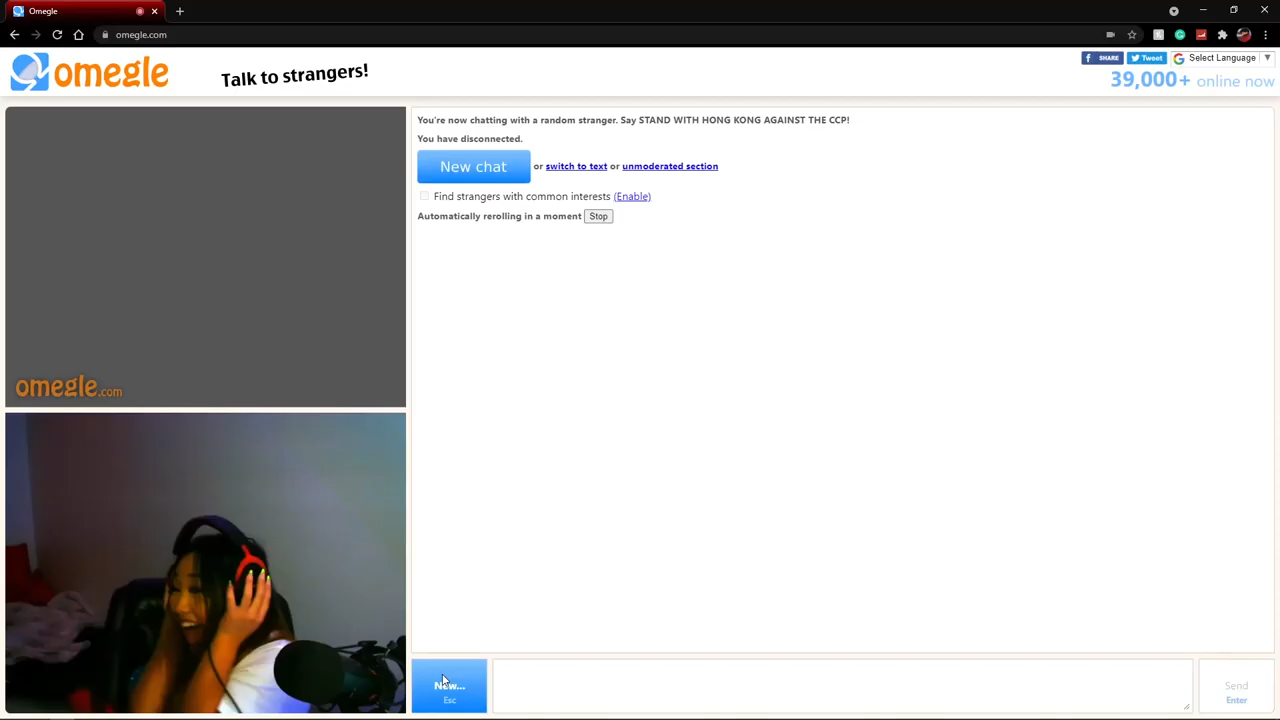 Omegle
omegle.com
omegle
Talk to strangers!
SHARE
Tweet
Select Language
39,000+ online now
You're now chatting with a random stranger. Say STAND WITH HONG KONG AGAINST THE CCP!
You have disconnected.
New chat or switch to text or unmoderated section
Find strangers with common interests (Enable)
Automatically rerolling in a moment Stop
omegle.com
New...
Esc
Send
Enter